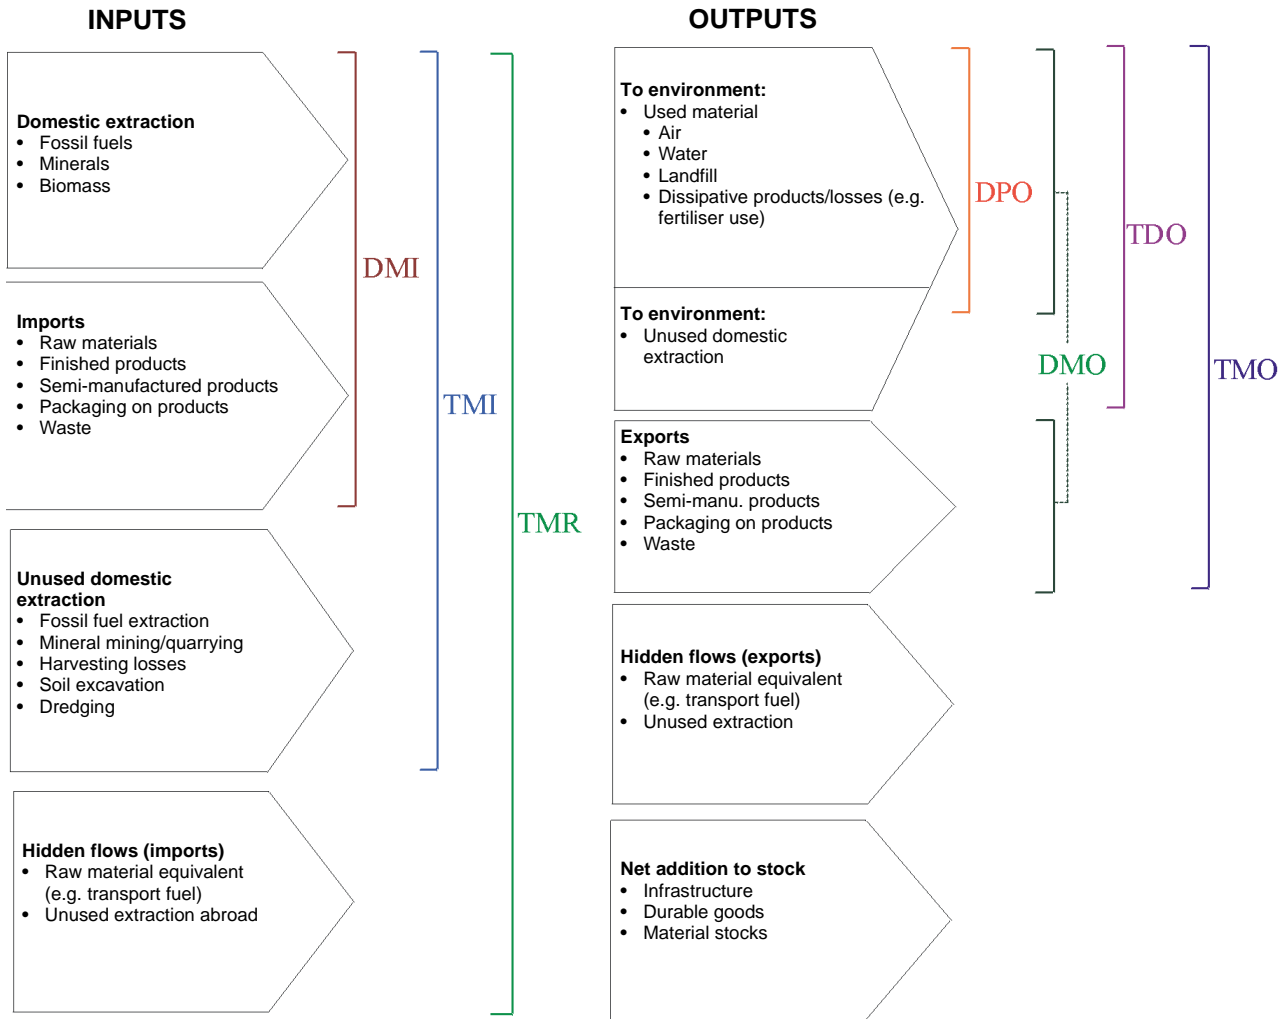 INPUTS
Domestic extraction
• Fossil fuels
• Minerals
• Biomass
Imports
• Raw materials
• Finished products
• Semi-manufactured products
• Packaging on products
• Waste
Unused domestic
extraction
• Fossil fuel extraction
• Mineral mining/quarrying
• Harvesting losses
• Soil excavation
• Dredging
Hidden flows (imports)
• Raw material equivalent
(e.g. transport fuel)
• Unused extraction abroad
DMI
TMI
TMR
OUTPUTS
To environment:
• Used material
• Air
• Water
• Landfill
• Dissipative products/losses (e.g.
fertiliser use)
To environment:
• Unused domestic
extraction
Exports
• Raw materials
• Finished products
• Semi-manu. products
• Packaging on products
• Waste
Hidden flows (exports)
• Raw material equivalent
(e.g. transport fuel)
• Unused extraction
Net addition to stock
• Infrastructure
• Durable goods
• Material stocks
DPO
DMO
TDO
TMO